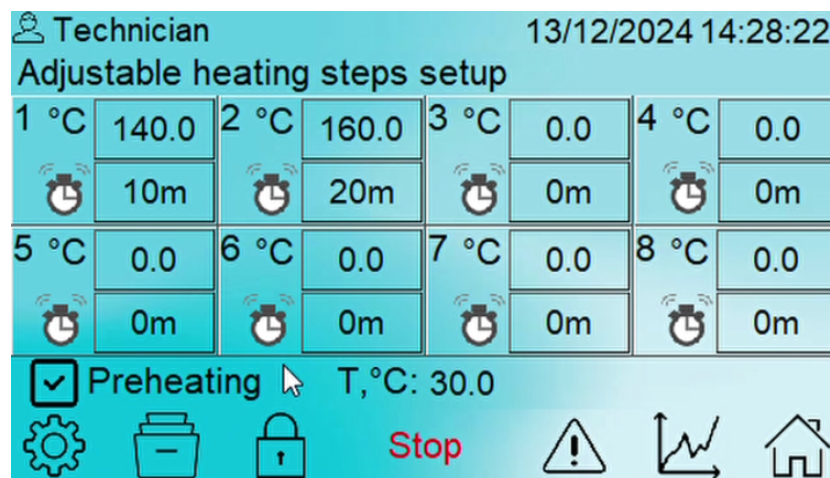 Technician 13/12/2024 14:28:22
Adjustable heating steps setup
1 °C 140.0 2 °C 160.0 3 °C 0.0 4 °C 0.0
10m 20m 0m 0m
5 °C 0.0 6 °C 0.0 7 °C 0.0 8 °C 0.0
0m 0m 0m 0m
Preheating T,°C: 30.0
Stop